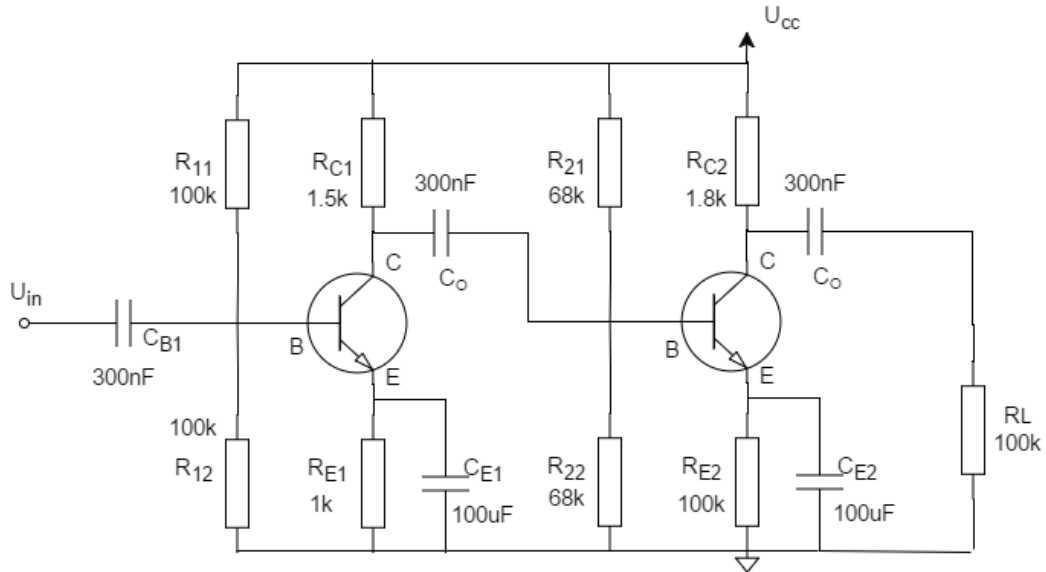 Ucc
R11
100k
RC1
1.5k
300nF
R21
68k
RC2
1.8k
300nF
C
CO
C
CO
Uin
CB1
300nF
B
E
B
E
100k
R12
RE1
1k
CE1
100uF
R22
68k
RE2
100k
CE2
100uF
RL
100k